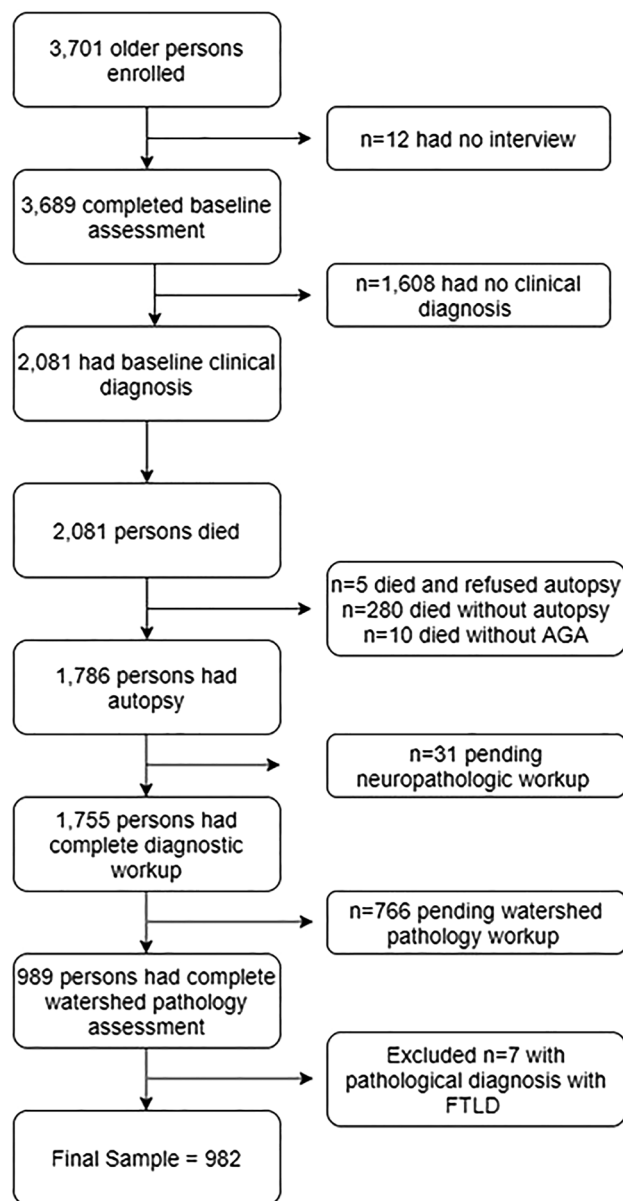 3,701 older persons
enrolled
n=12 had no interview
3,689 completed baseline
assessment
n=1,608 had no clinical
diagnosis
2,081 had baseline clinical
diagnosis
2,081 persons died
n=5 died and refused autopsy
n=280 died without autopsy
n=10 died without AGA
1,786 persons had
autopsy
n=31 pending
neuropathologic workup
1,755 persons had
complete diagnostic
workup
n=766 pending watershed
pathology workup
989 persons had complete
watershed pathology
assessment
Excluded n=7 with
pathological diagnosis with
FTLD
Final Sample = 982